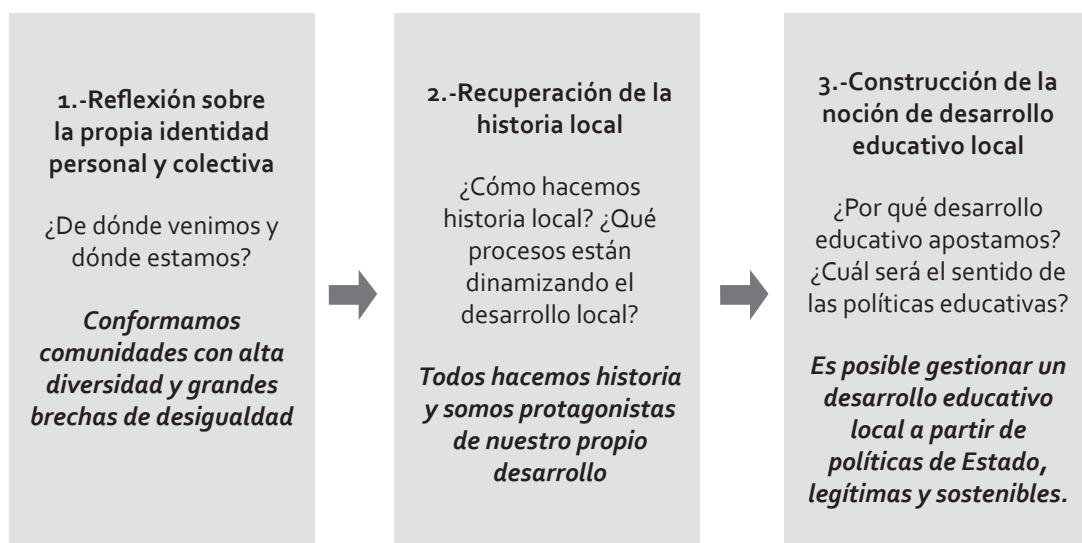 1.-Reflexión sobre
la propia identidad
personal y colectiva
¿De dónde venimos y
dónde estamos?
Conformamos
comunidades con alta
diversidad y grandes
brechas de desigualdad
2.-Recuperación de la
historia local
¿Cómo hacemos
historia local? ¿Qué
procesos están
dinamizando el
desarrollo local?
Todos hacemos historia
y somos protagonistas
de nuestro propio
desarrollo
3.-Construcción de la
noción de desarrollo
educativo local
¿Por qué desarrollo
educativo apostamos?
¿Cuál será el sentido de
las políticas educativas?
Es posible gestionar un
desarrollo educativo
local a partir de
políticas de Estado,
legítimas y sostenibles.